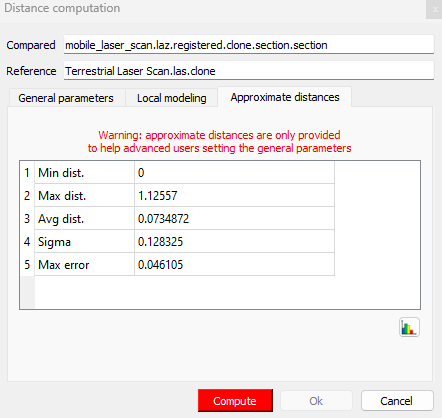 Distance computation
x
Compared mobile_laser_scan.laz.registered.clone.section.section
Reference Terrestrial Laser Scan.las.clone
General parameters Local modeling Approximate distances
Warning: approximate distances are only provided
to help advanced users setting the general parameters
1 Min dist. 0
2 Max dist. 1.12557
3 Avg dist. 0.0734872
4 Sigma 0.128325
5 Max error 0.046105
Compute Ok Cancel